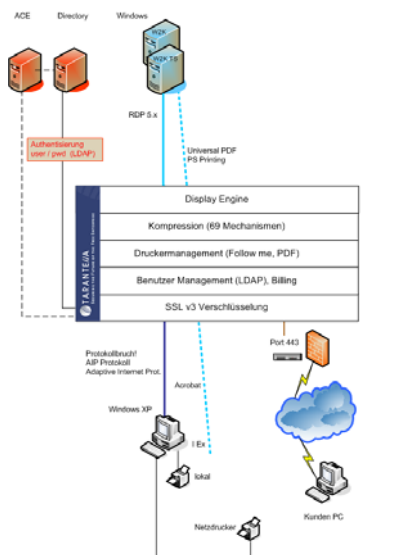 ACE
Directory
Windows
W2K
W2K TS
RDP 5.x
Universal PDF
PS Printing
Authentisierung
user / pwd (LDAP)
TARANTELLA
Display Engine
Kompression (69 Mechanismen)
Druckermanagement (Follow me, PDF)
Benutzer Management (LDAP), Billing
SSL v3 Verschlüsselung
Port 443
Protokollbruch!
AIP Protokoll
Adaptive Internet Prot.
Acrobat
Windows XP
I Ex
lokal
Kunden PC
Netzdrucker